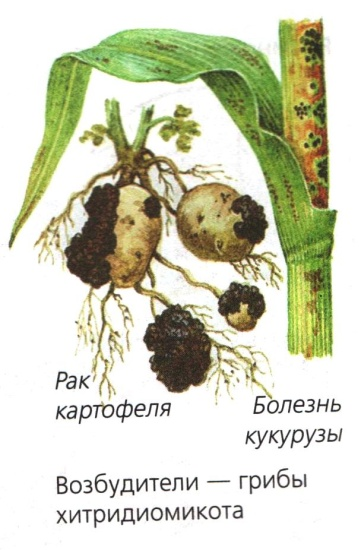 Рак
картофеля
Болезнь
кукурузы
Возбудители — грибы
хитридиомикота